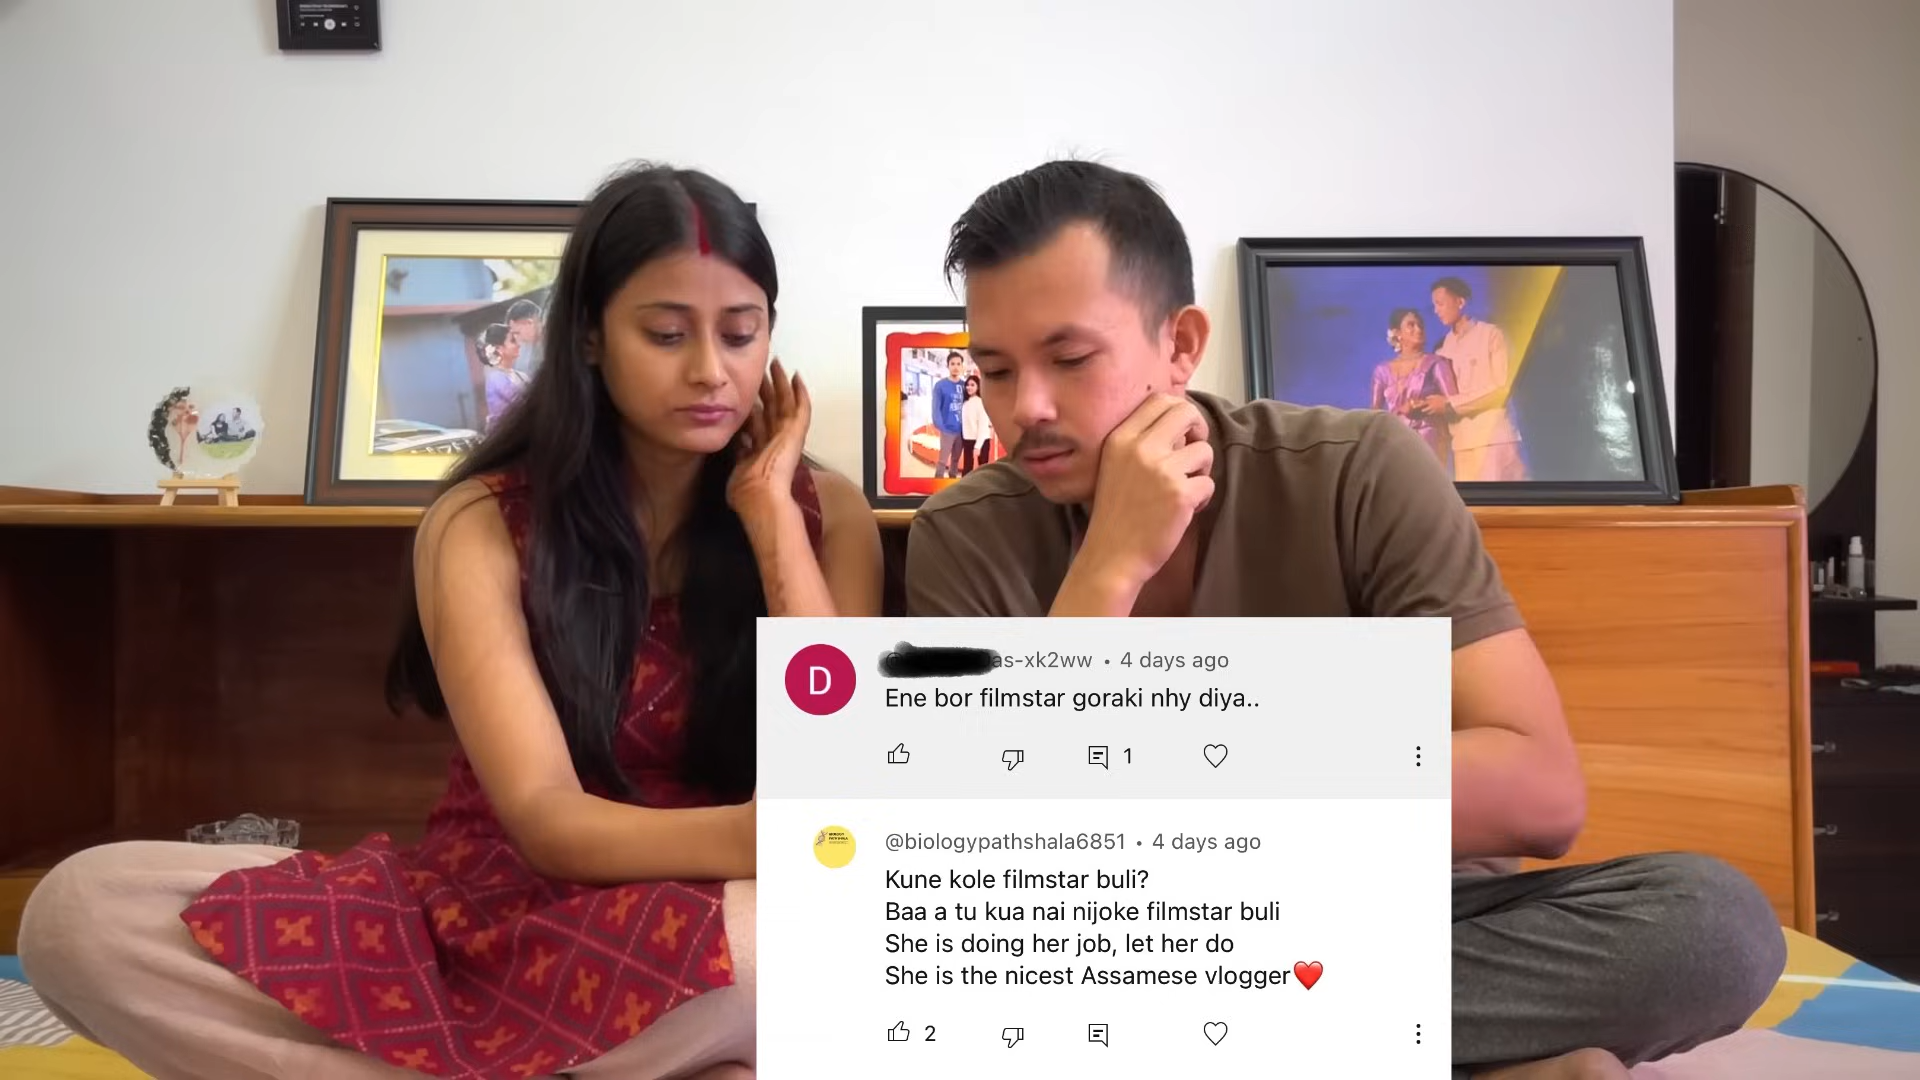 D
as-xk2ww • 4 days ago
Ene bor filmstar goraki nhy diya..
1
@biologypathshala6851 • 4 days ago
Kune kole filmstar buli?
Baa a tu kua nai nijoke filmstar buli
She is doing her job, let her do
She is the nicest Assamese vlogger❤️
2